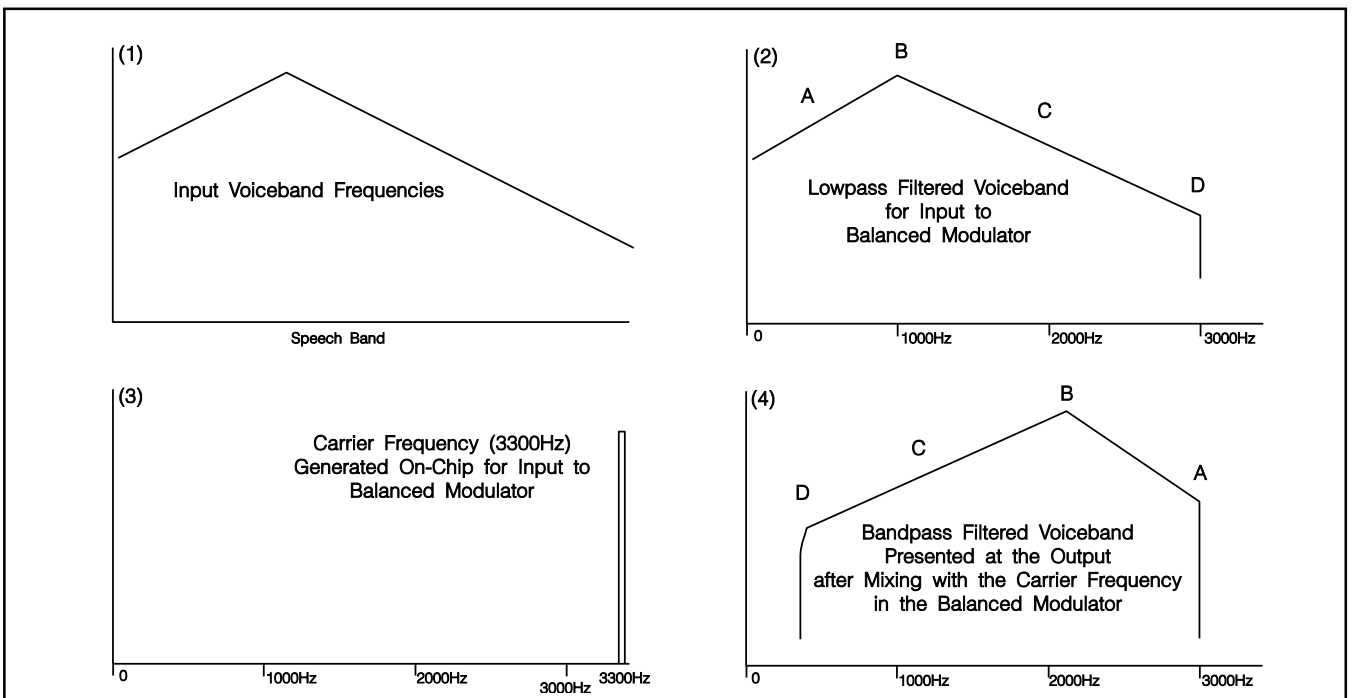 (1)
Input Voiceband Frequencies
Speech Band
(2)
B
A
C
D
Lowpass Filtered Voiceband
for Input to
Balanced Modulator
0
1000Hz
2000Hz
3000Hz
(3)
Carrier Frequency (3300Hz)
Generated On-Chip for Input to
Balanced Modulator
0
1000Hz
2000Hz
3000Hz
3300Hz
(4)
B
C
A
D
Bandpass Filtered Voiceband
Presented at the Output
after Mixing with the Carrier Frequency
in the Balanced Modulator
0
1000Hz
2000Hz
3000Hz